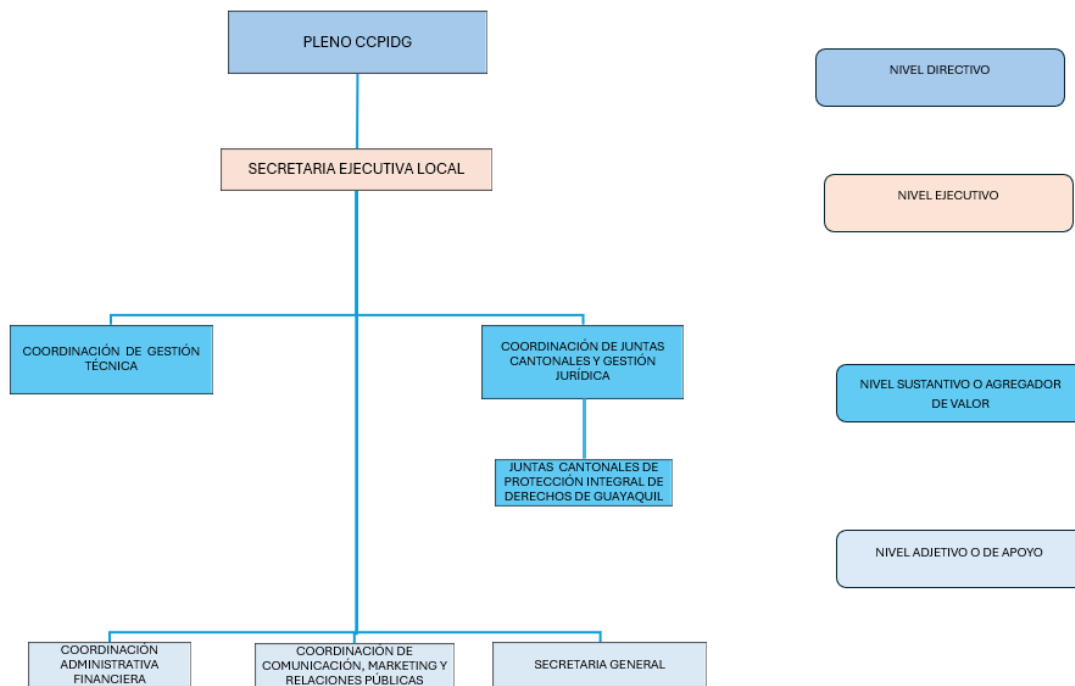 PLENO CCPIDG
NIVEL DIRECTIVO
SECRETARIA EJECUTIVA LOCAL
NIVEL EJECUTIVO
COORDINACIÓN DE GESTIÓN
TÉCNICA
COORDINACIÓN DE JUNTAS
CANTONALES Y GESTIÓN
JURÍDICA
NIVEL SUSTANTIVO O AGREGADOR
DE VALOR
JUNTAS CANTONALES DE
PROTECCIÓN INTEGRAL DE
DERECHOS DE GUAYAQUIL
NIVEL ADJETIVO O DE APOYO
COORDINACIÓN
ADMINISTRATIVA
FINANCIERA
COORDINACIÓN DE
COMUNICACIÓN, MARKETING Y
RELACIONES PÚBLICAS
SECRETARIA GENERAL